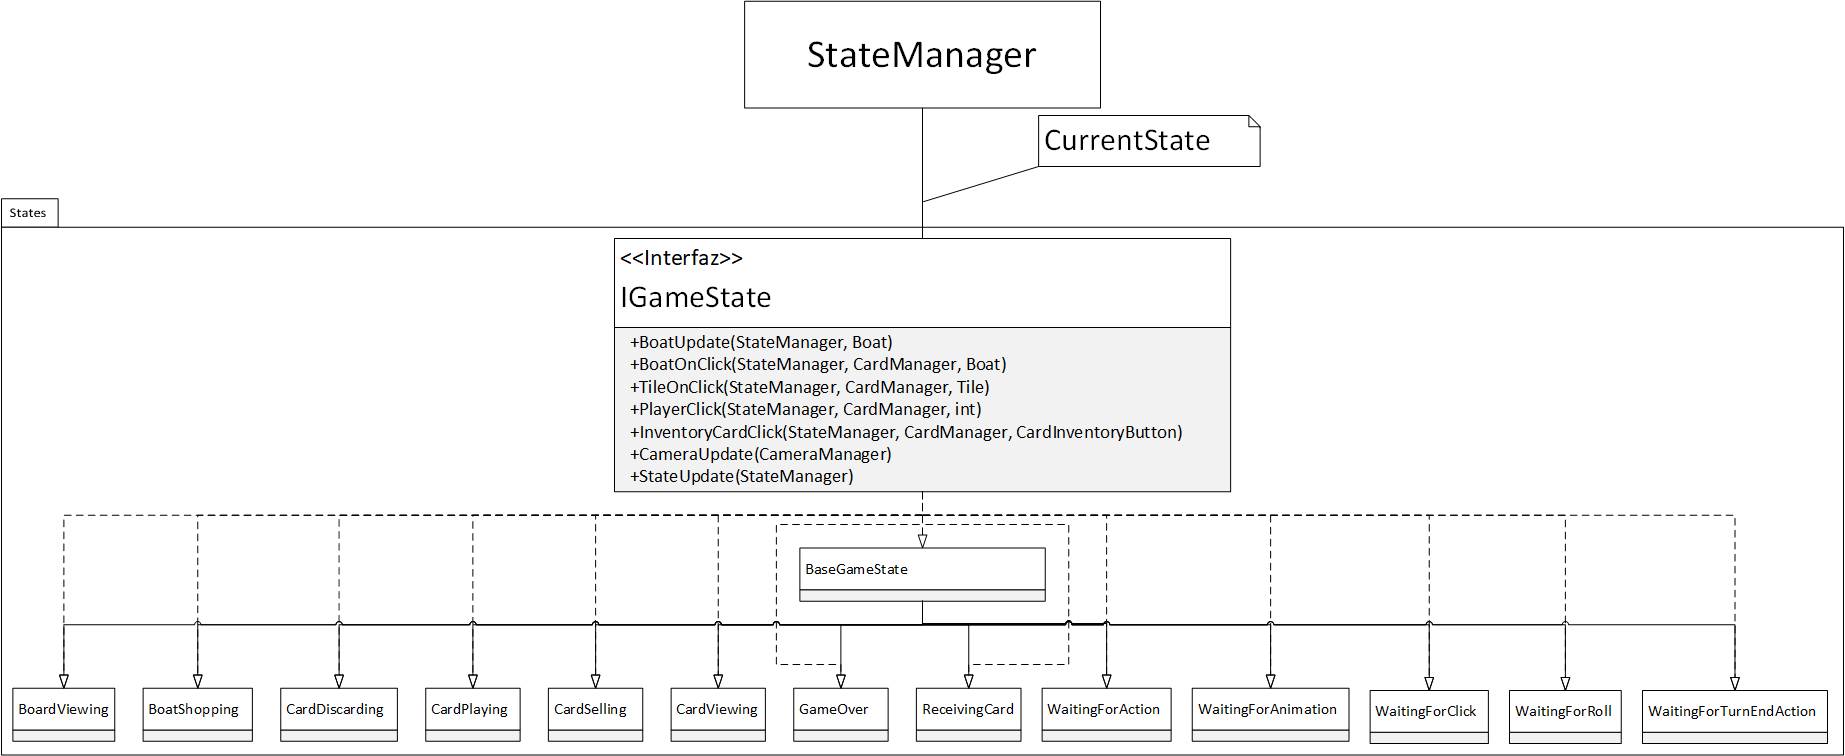 StateManager
CurrentState
States
<<Interfaz>>
IGameState
+BoatUpdate(StateManager, Boat)
+BoatOnClick(StateManager, CardManager, Boat)
+TileOnClick(StateManager, CardManager, Tile)
+PlayerClick(StateManager, CardManager, int)
+InventoryCardClick(StateManager, CardManager, CardInventoryButton)
+CameraUpdate(CameraManager)
+StateUpdate(StateManager)
BaseGameState
BoardViewing
BoatShopping
CardDiscarding
CardPlaying
CardSelling
CardViewing
GameOver
ReceivingCard
WaitingForAction
WaitingForAnimation
WaitingForClick
WaitingForRoll
WaitingForTurnEndAction